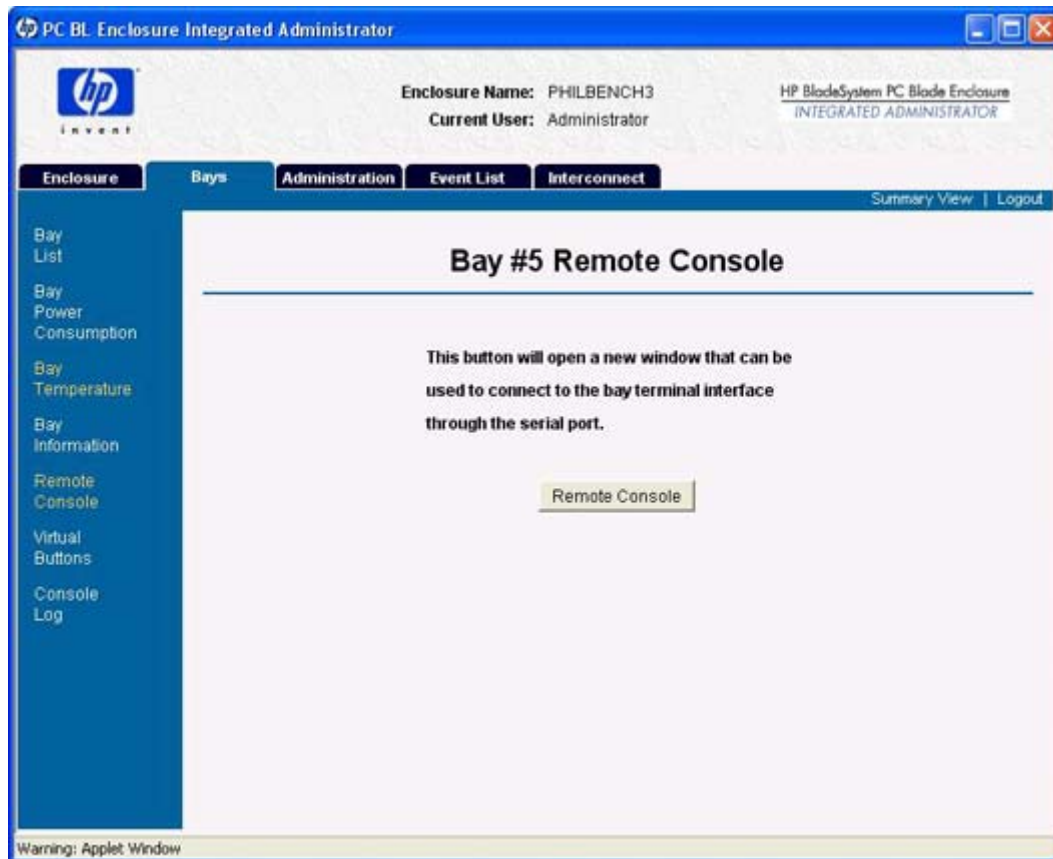 PC BL Enclosure Integrated Administrator
hp
invent
Enclosure Name: PHILBENCH3
Current User: Administrator
HP BladeSystem PC Blade Enclosure
INTEGRATED ADMINISTRATOR
Enclosure Bays Administration Event List Interconnect
Summary View | Logout
Bay
List
Bay
Power
Consumption
Bay
Temperature
Bay
Information
Remote
Console
Virtual
Buttons
Console
Log
Bay #5 Remote Console
This button will open a new window that can be
used to connect to the bay terminal interface
through the serial port.
Remote Console
Warning: Applet Window